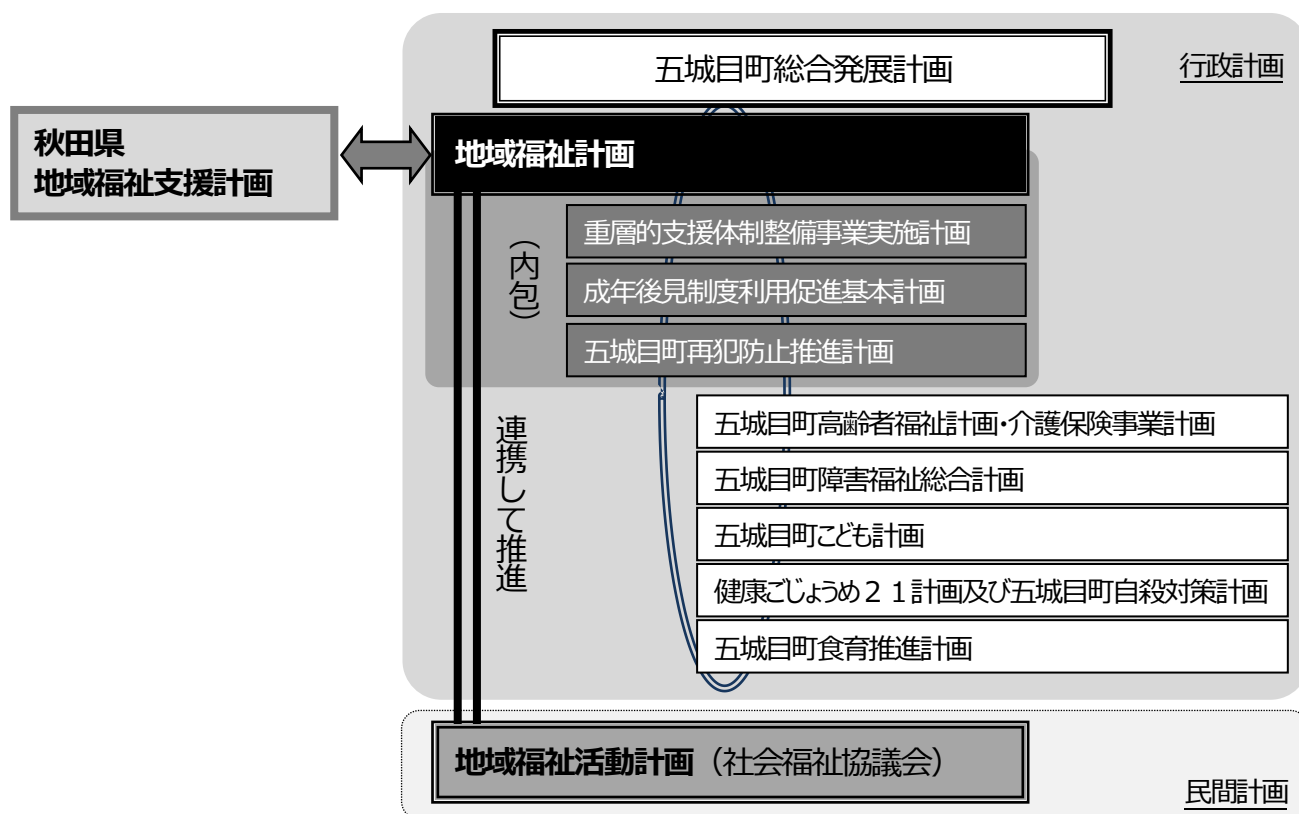 五城目町総合発展計画
行政計画
秋田県
地域福祉支援計画
地域福祉計画
（内包）
重層的支援体制整備事業実施計画
成年後見制度利用促進基本計画
五城目町再犯防止推進計画
連携して推進
五城目町高齢者福祉計画・介護保険事業計画
五城目町障害福祉総合計画
五城目町こども計画
健康ごじょうめ２１計画及び五城目町自殺対策計画
五城目町食育推進計画
地域福祉活動計画（社会福祉協議会）
民間計画